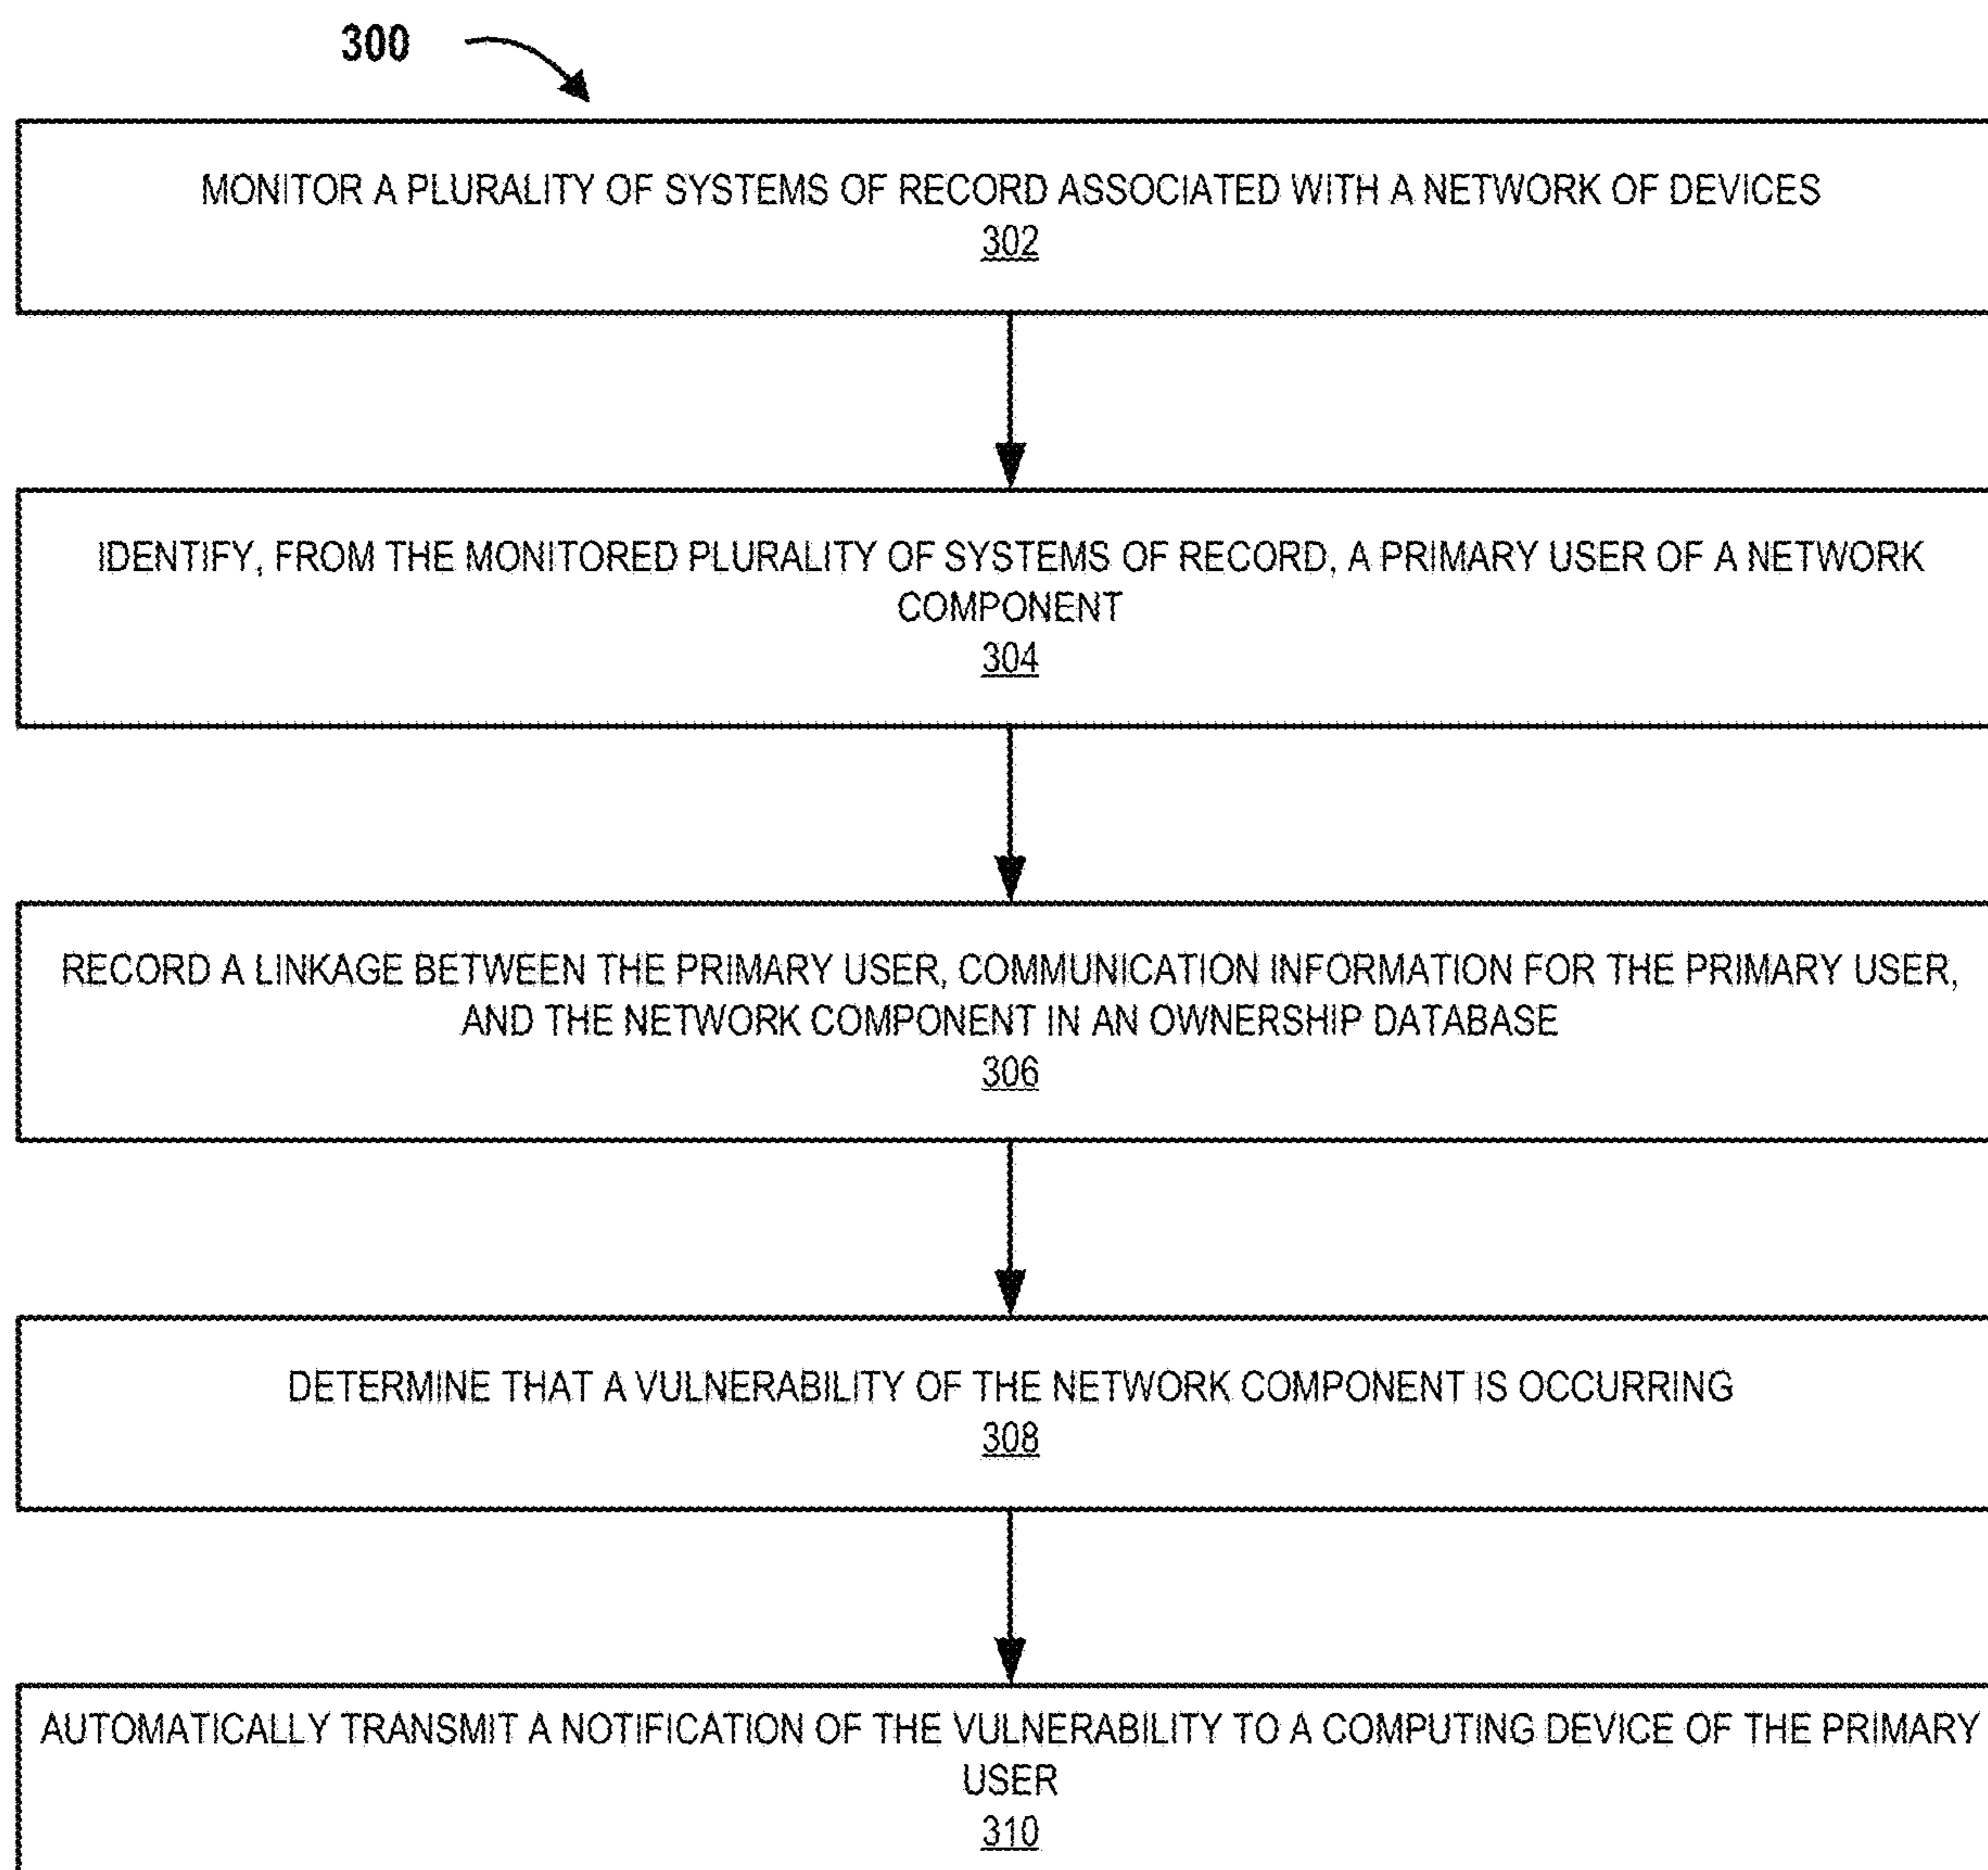 300
MONITOR A PLURALITY OF SYSTEMS OF RECORD ASSOCIATED WITH A NETWORK OF DEVICES
302
IDENTIFY, FROM THE MONITORED PLURALITY OF SYSTEMS OF RECORD, A PRIMARY USER OF A NETWORK
COMPONENT
304
RECORD A LINKAGE BETWEEN THE PRIMARY USER, COMMUNICATION INFORMATION FOR THE PRIMARY USER,
AND THE NETWORK COMPONENT IN AN OWNERSHIP DATABASE
306
DETERMINE THAT A VULNERABILITY OF THE NETWORK COMPONENT IS OCCURRING
308
AUTOMATICALLY TRANSMIT A NOTIFICATION OF THE VULNERABILITY TO A COMPUTING DEVICE OF THE PRIMARY
USER
310